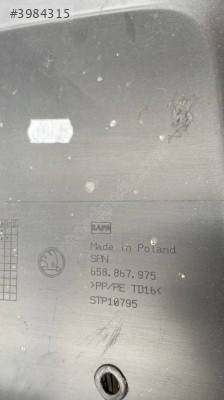 #3984315
SAPA
Made in Poland
SPN
658.867.975
>PP/PE TD16<
STP10795